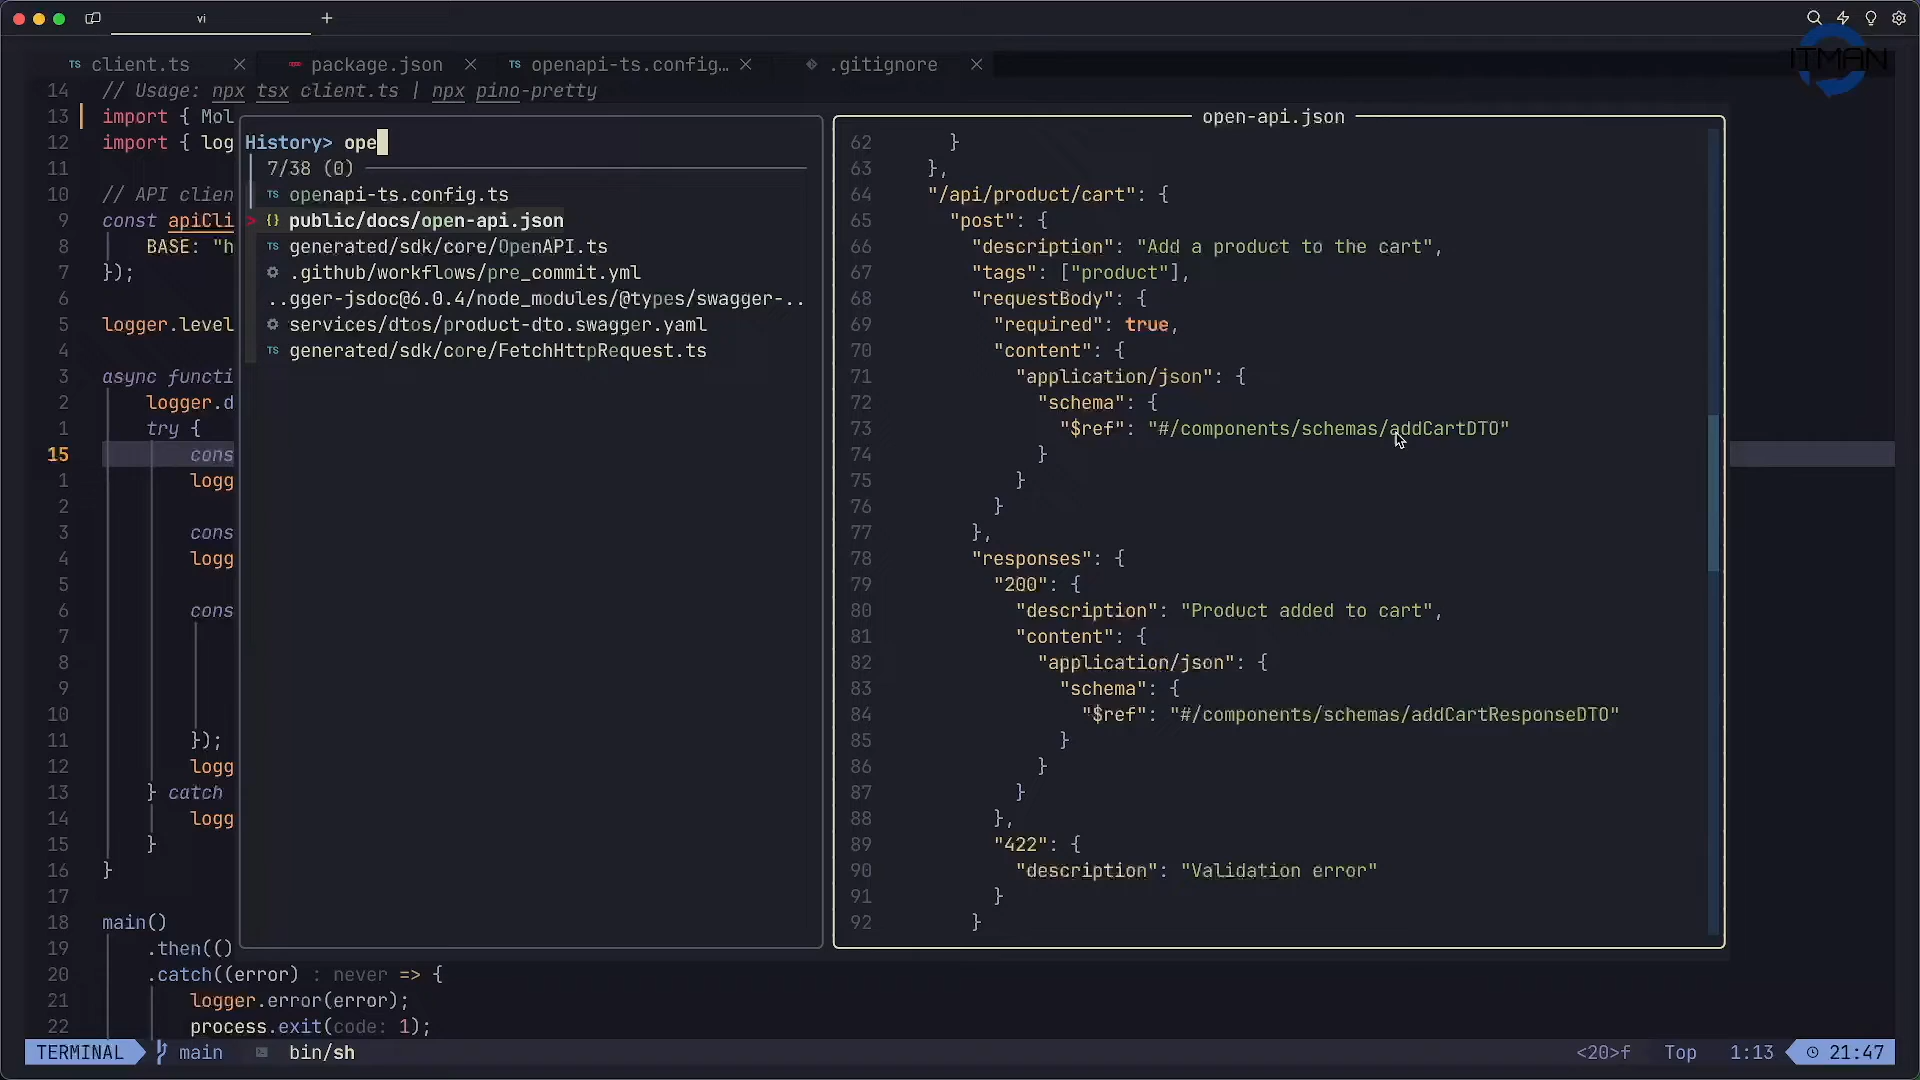 vi
+
TS client.ts
package.json
TS openapi-ts.config…
.gitignore
ITMAN
14 // Usage: npx tsx client.ts | npx pino-pretty
13 import { Mol
12 import { log
11
10 // API clien
9 const apiCli
8 BASE: "h
7 });
6
5 logger.level
4
3 async functi
2 logger.d
1 try {
15 cons
1 logg
2
3 cons
4 logg
5
6 cons
7
8
9
10
11 });
12 logg
13 } catch
14 logg
15 }
16 }
17
18 main()
19 .then(()
20 .catch((error) : never => {
21 logger.error(error);
22 process.exit(code: 1);
History> ope
7/38 (0)
TS openapi-ts.config.ts
> {} public/docs/open-api.json
TS generated/sdk/core/OpenAPI.ts
.github/workflows/pre_commit.yml
..gger-jsdoc@6.0.4/node_modules/@types/swagger-..
services/dtos/product-dto.swagger.yaml
TS generated/sdk/core/FetchHttpRequest.ts
open-api.json
62 }
63 },
64 "/api/product/cart": {
65 "post": {
66 "description": "Add a product to the cart",
67 "tags": ["product"],
68 "requestBody": {
69 "required": true,
70 "content": {
71 "application/json": {
72 "schema": {
73 "$ref": "#/components/schemas/addCartDTO"
74 }
75 }
76 }
77 },
78 "responses": {
79 "200": {
80 "description": "Product added to cart",
81 "content": {
82 "application/json": {
83 "schema": {
84 "$ref": "#/components/schemas/addCartResponseDTO"
85 }
86 }
87 }
88 },
89 "422": {
90 "description": "Validation error"
91 }
92 }
TERMINAL main bin/sh <20>f Top 1:13 21:47